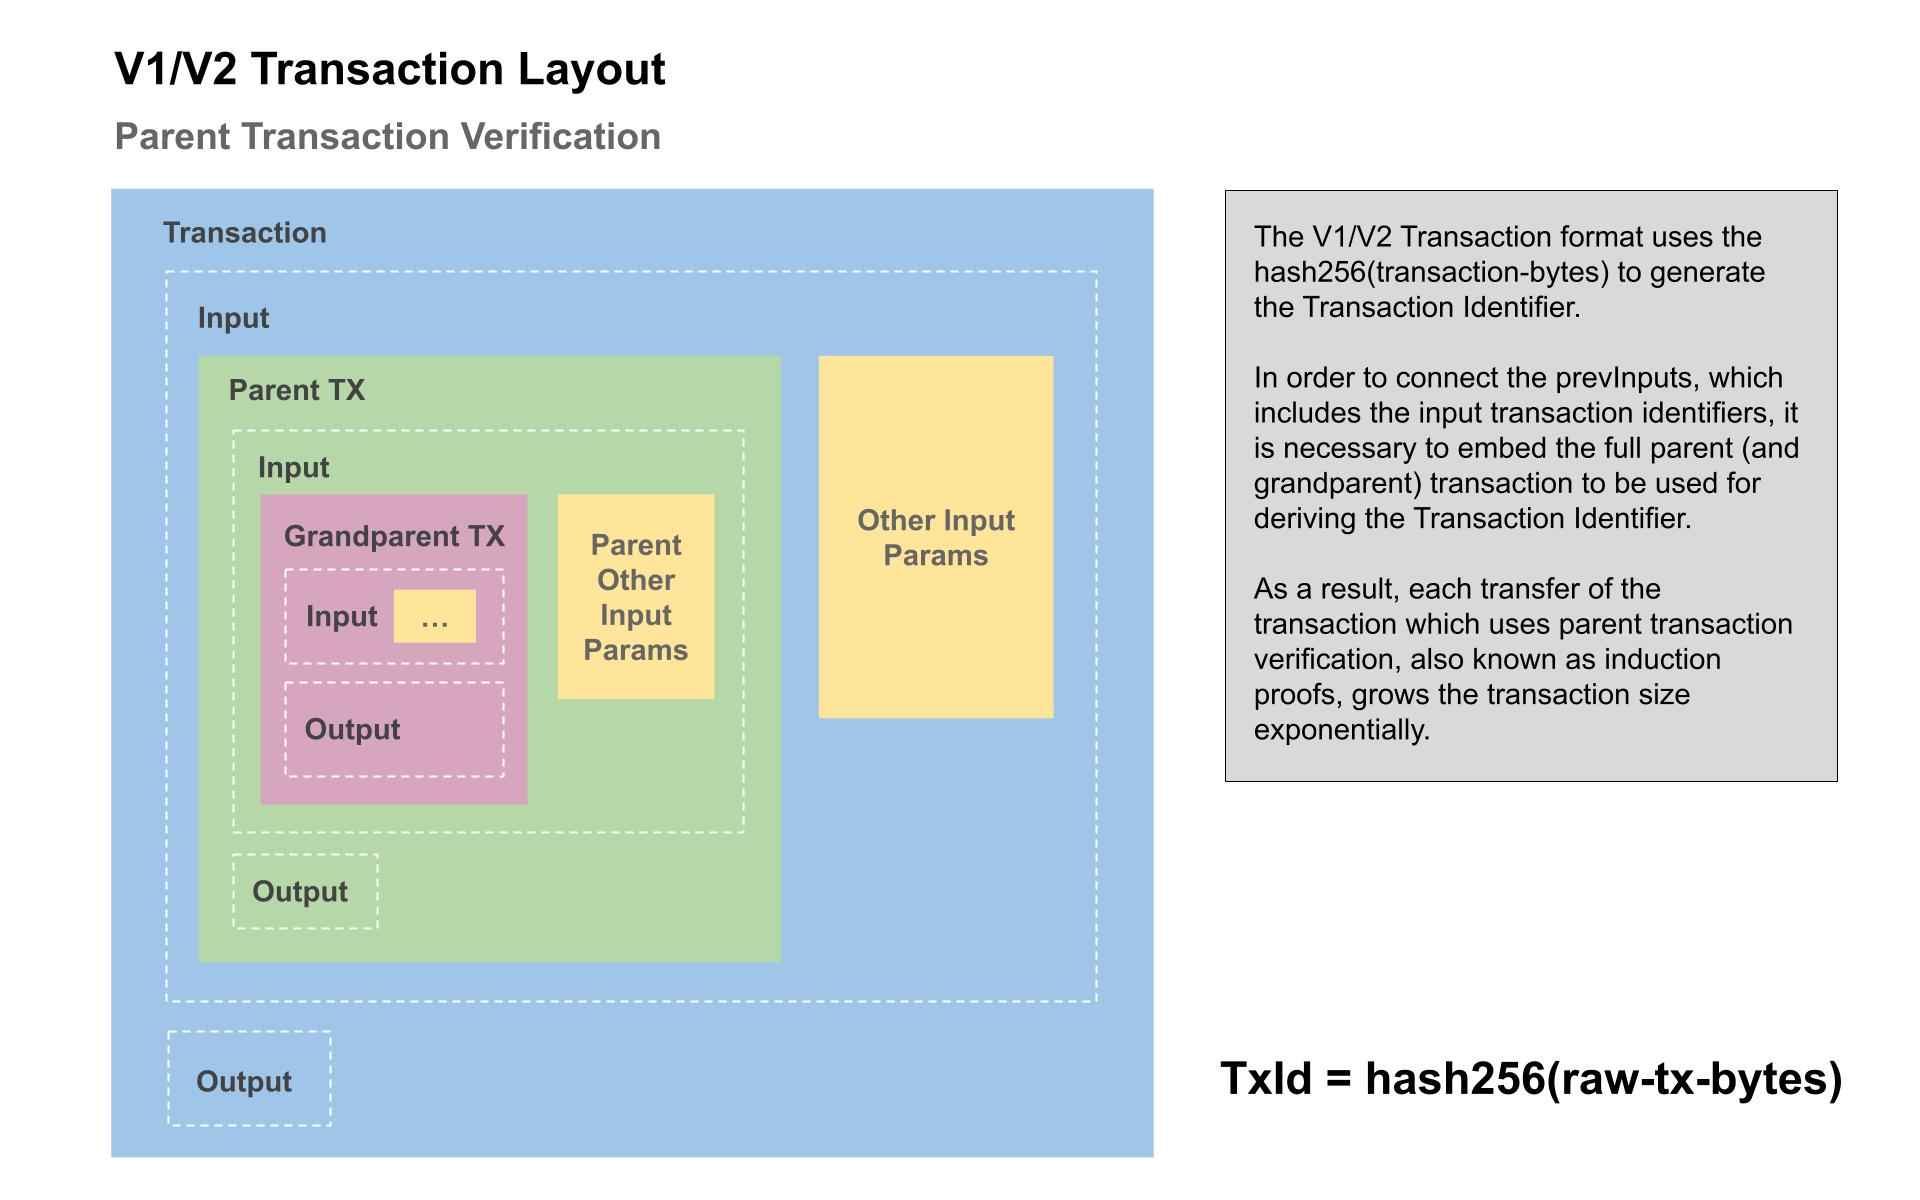 V1/V2 Transaction Layout
Parent Transaction Verification
Transaction
Input
Parent TX
Input
Grandparent TX
Input
...
Output
Parent
Other
Input
Params
Output
Other Input
Params
Output
The V1/V2 Transaction format uses the
hash256(transaction-bytes) to generate
the Transaction Identifier.
In order to connect the prevInputs, which
includes the input transaction identifiers, it
is necessary to embed the full parent (and
grandparent) transaction to be used for
deriving the Transaction Identifier.
As a result, each transfer of the
transaction which uses parent transaction
verification, also known as induction
proofs, grows the transaction size
exponentially.
TxId = hash256(raw-tx-bytes)